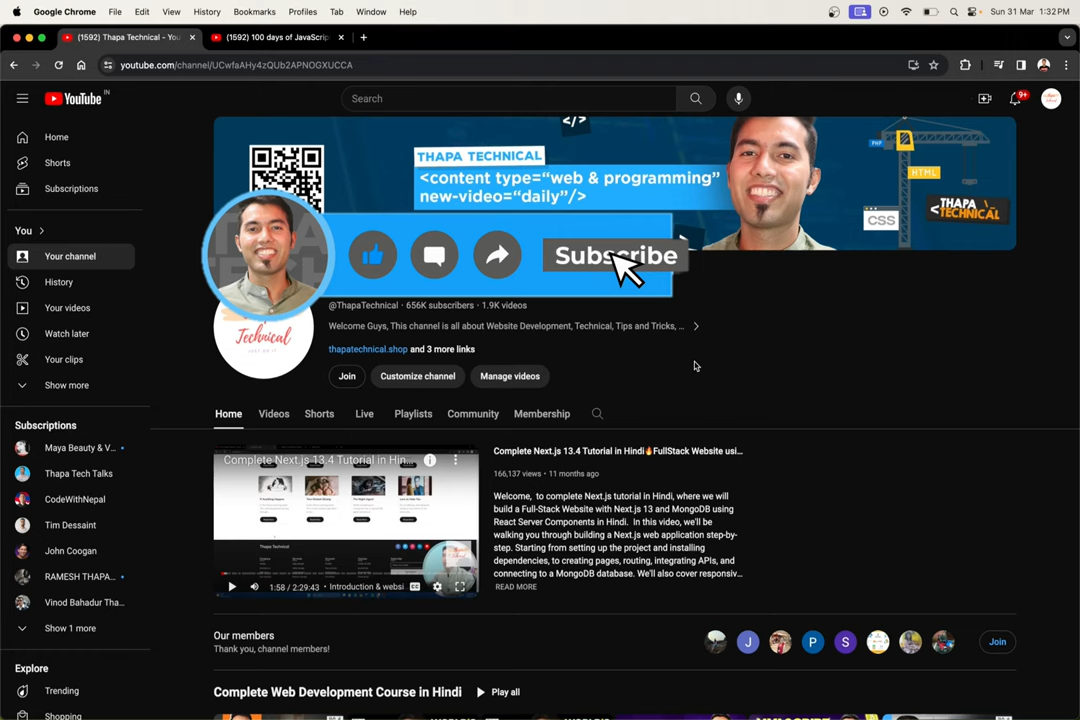 Google Chrome File Edit View History Bookmarks Profiles Tab Window Help
Sun 31 Mar 1:32PM
(1592) Thapa Technical - You
(1592) 100 days of JavaScrip
youtube.com/channel/UCwfaAHy4zQUb2APNOGXUCCA
YouTube IN
Search
9+
Home
Shorts
Subscriptions
You
Your channel
History
Your videos
Watch later
Your clips
Show more
Subscriptions
Maya Beauty & V...
Thapa Tech Talks
CodeWithNepal
Tim Dessaint
John Coogan
RAMESH THAPA...
Vinod Bahadur Tha...
Show 1 more
Explore
Trending
Shopping
</>
THAPA TECHNICAL
<content type="web & programming"
new-video="daily"/>
PHP
HTML
CSS
<THAPA
TECHNICAL
Subscribe
Technical
@ThapaTechnical · 656K subscribers · 1.9K videos
Welcome Guys, This channel is all about Website Development, Technical, Tips and Tricks, ...
thapatechnical.shop and 3 more links
Join
Customize channel
Manage videos
Home Videos Shorts Live Playlists Community Membership
Complete Next.js 13.4 Tutorial in Hin...
Thapa Technical
1:58 / 2:29:43 • Introduction & websi
Complete Next.js 13.4 Tutorial in Hindi🔥FullStack Website usi...
166,137 views • 11 months ago
Welcome, to complete Next.js tutorial in Hindi, where we will
build a Full-Stack Website with Next.js 13 and MongoDB using
React Server Components in Hindi. In this video, we'll be
walking you through building a Next.js web application step-by-
step. Starting from setting up the project and installing
dependencies, to creating pages, routing, integrating APIs, and
connecting to a MongoDB database. We'll also cover responsiv...
READ MORE
Our members
Thank you, channel members!
J
P
S
Join
Complete Web Development Course in Hindi
Play all